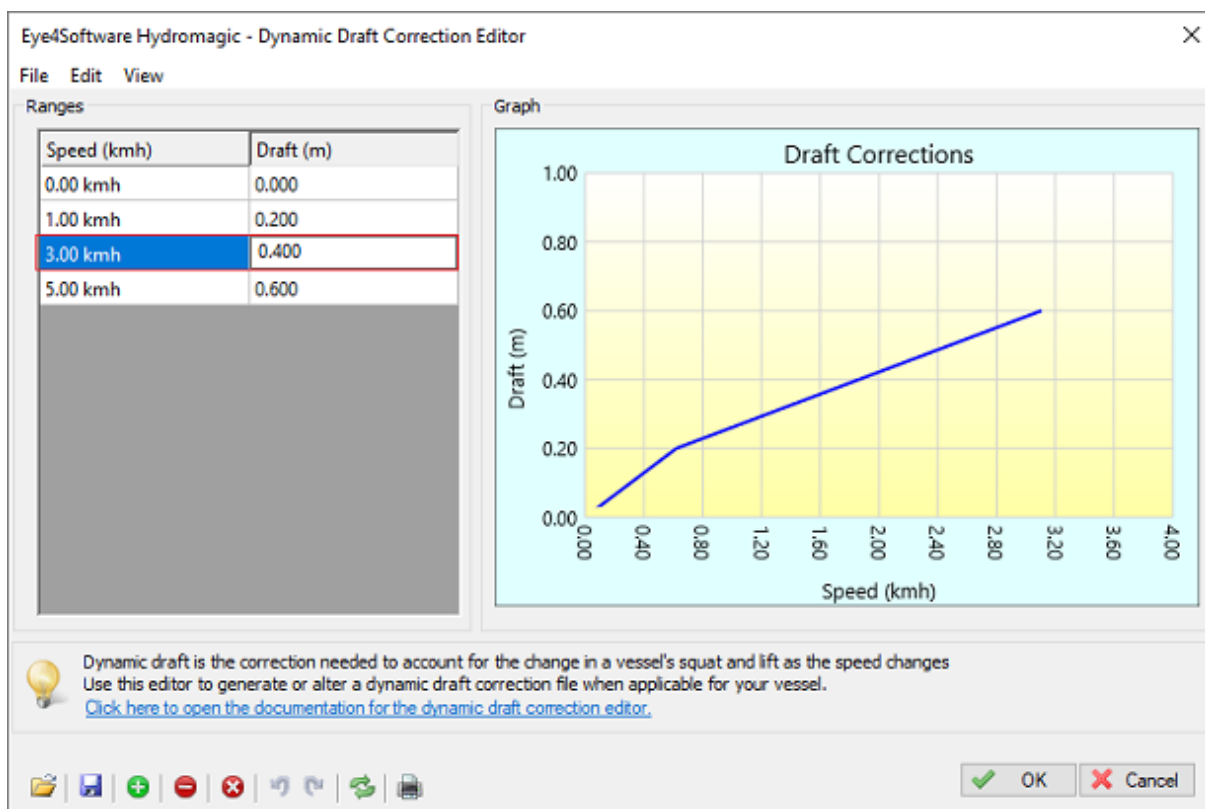 Eye4Software Hydromagic - Dynamic Draft Correction Editor
File Edit View
Ranges
Speed (kmh) Draft (m)
0.00 kmh 0.000
1.00 kmh 0.200
3.00 kmh 0.400
5.00 kmh 0.600
Graph
Draft Corrections
1.00
0.80
0.60
0.40
0.20
0.00
Draft (m)
0.00 0.40 0.80 1.20 1.60 2.00 2.40 2.80 3.20 3.60 4.00
Speed (kmh)
Dynamic draft is the correction needed to account for the change in a vessel's squat and lift as the speed changes
Use this editor to generate or alter a dynamic draft correction file when applicable for your vessel.
Click here to open the documentation for the dynamic draft correction editor.
OK Cancel